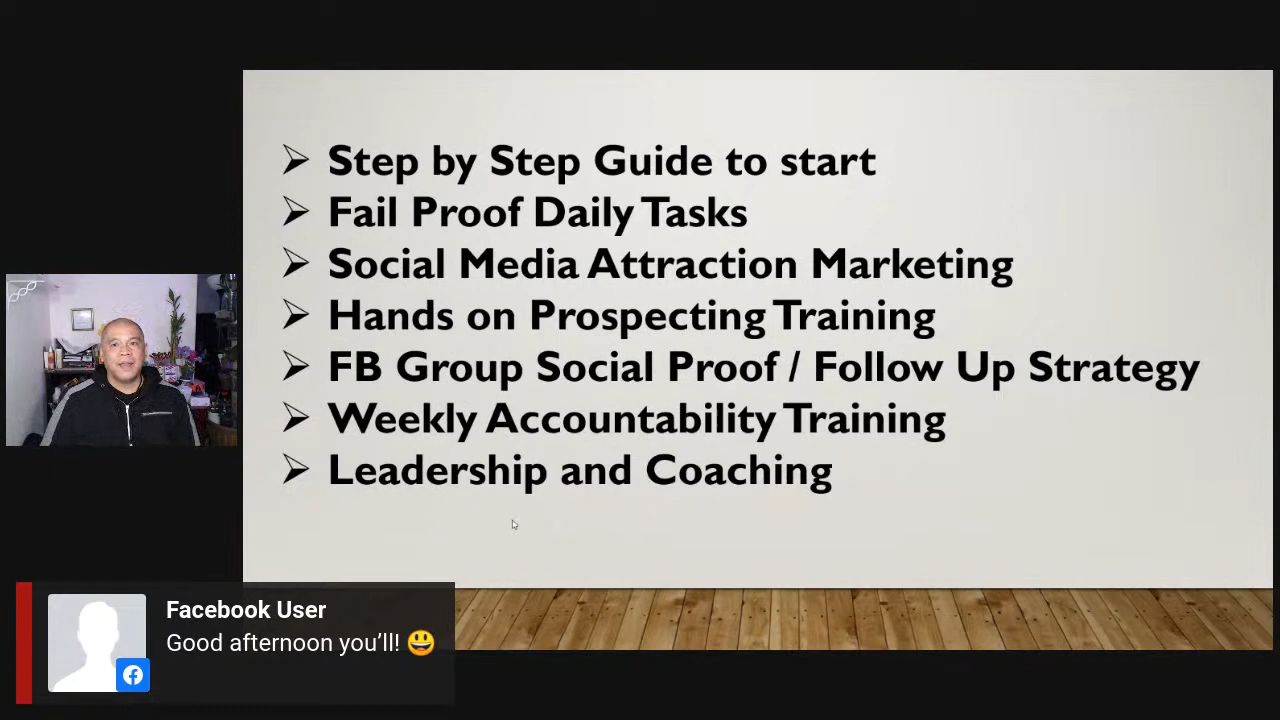 Step by Step Guide to start
Fail Proof Daily Tasks
Social Media Attraction Marketing
Hands on Prospecting Training
FB Group Social Proof / Follow Up Strategy
Weekly Accountability Training
Leadership and Coaching
Facebook User
Good afternoon you’ll! 😃